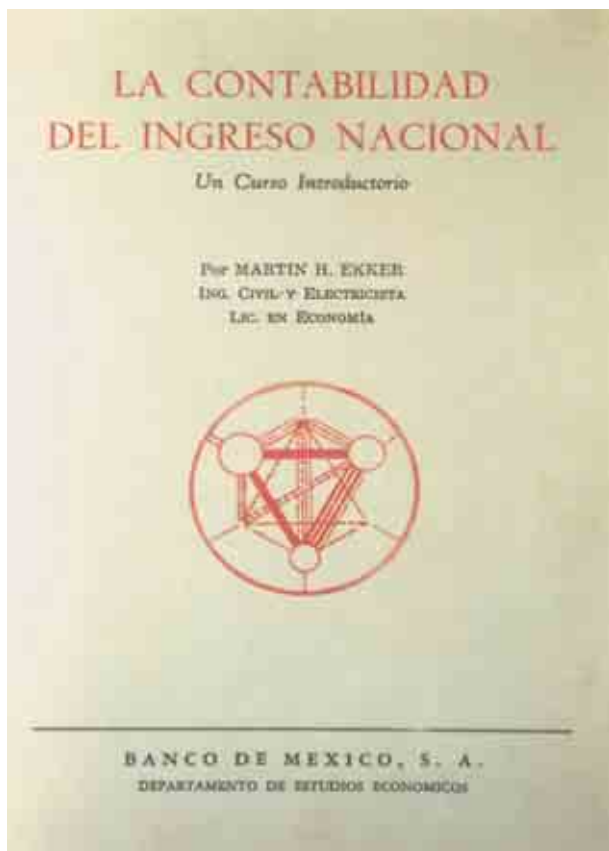 LA CONTABILIDAD
DEL INGRESO NACIONAL
Un Curso Introductorio
Por MARTIN H. EKKER
ING. CIVIL Y ELECTRICISTA
LIC. EN ECONOMÍA
BANCO DE MEXICO, S. A.
DEPARTAMENTO DE ESTUDIOS ECONOMICOS